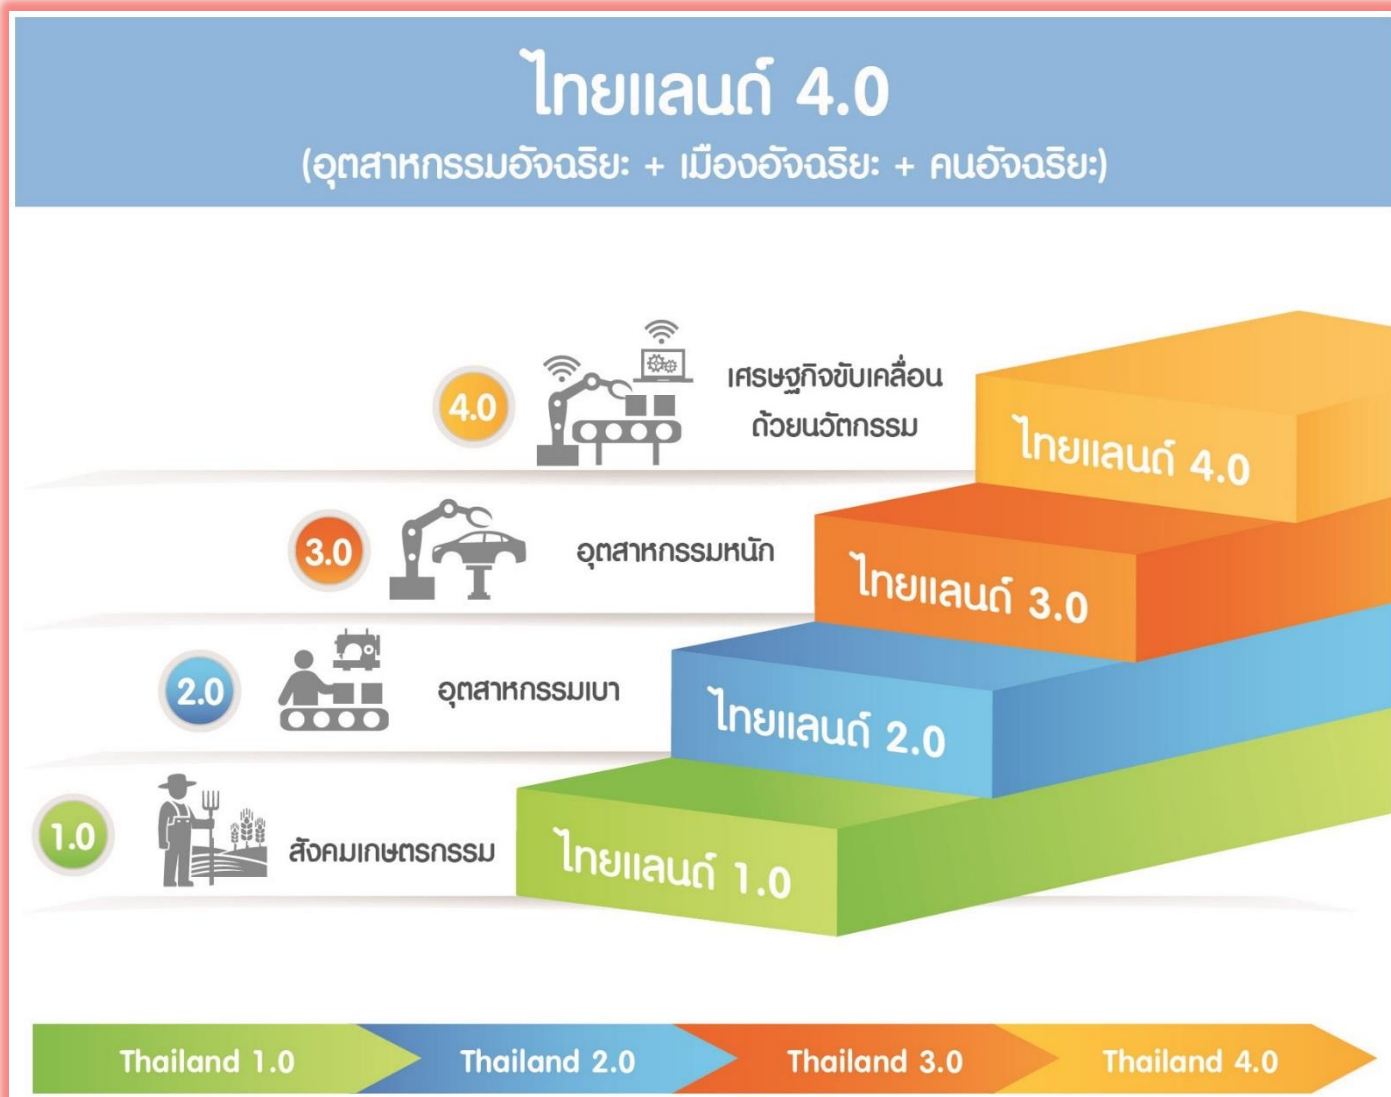 ไทยแลนด์ 4.0
(อุตสาหกรรมอัจฉริยะ + เมืองอัจฉริยะ + คนอัจฉริยะ)
4.0
เศรษฐกิจขับเคลื่อน
ด้วยนวัตกรรม
ไทยแลนด์ 4.0
3.0
อุตสาหกรรมหนัก
ไทยแลนด์ 3.0
2.0
อุตสาหกรรมเบา
ไทยแลนด์ 2.0
1.0
สังคมเกษตรกรรม
ไทยแลนด์ 1.0
Thailand 1.0
Thailand 2.0
Thailand 3.0
Thailand 4.0